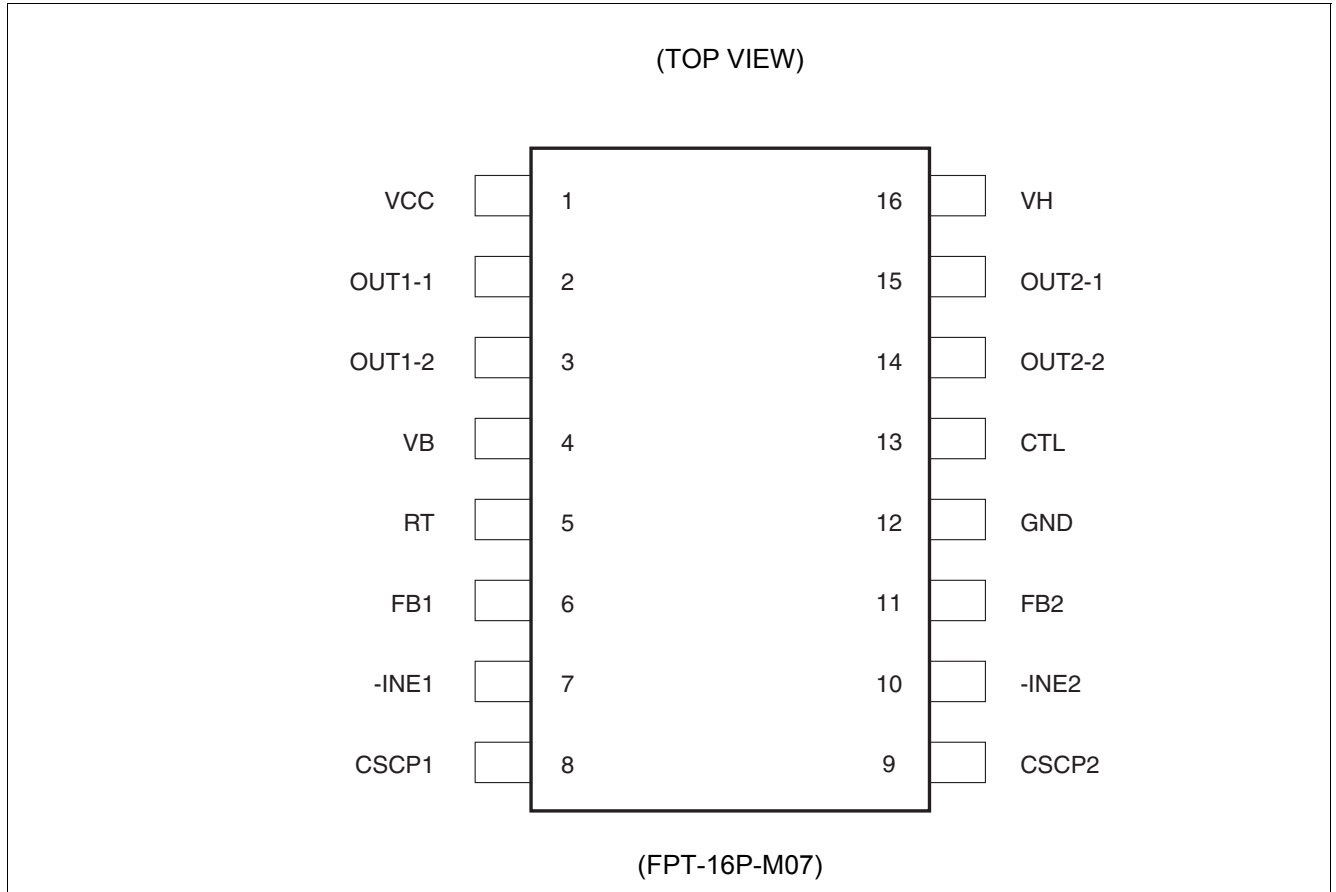 (TOP VIEW)
VCC 1 16 VH
OUT1-1 2 15 OUT2-1
OUT1-2 3 14 OUT2-2
VB 4 13 CTL
RT 5 12 GND
FB1 6 11 FB2
-INE1 7 10 -INE2
CSCP1 8 9 CSCP2
(FPT-16P-M07)